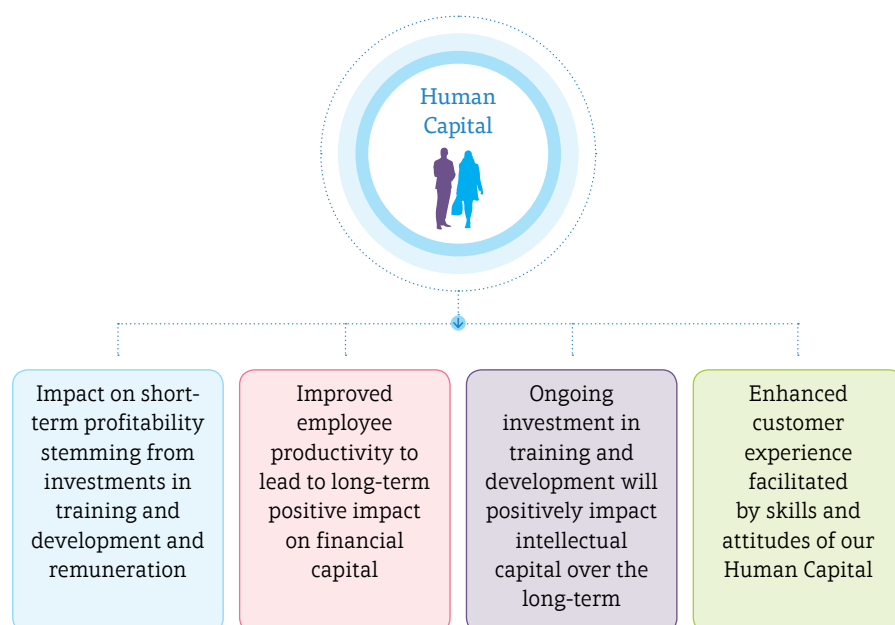 Human
Capital
Impact on short-
term profitability
stemming from
investments in
training and
development and
remuneration
Improved
employee
productivity to
lead to long-term
positive impact
on financial
capital
Ongoing
investment in
training and
development will
positively impact
intellectual
capital over the
long-term
Enhanced
customer
experience
facilitated
by skills and
attitudes of our
Human Capital